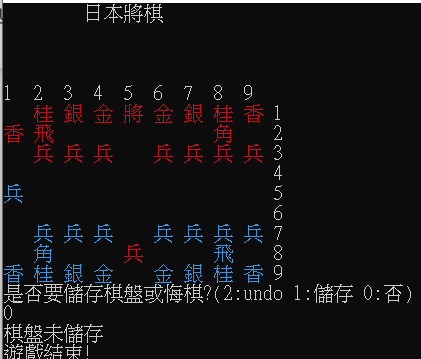 日本將棋
1 2 3 4 5 6 7 8 9
桂 銀 金 將 金 銀 桂 香 1
香 飛 角 2
兵 兵 兵 兵 兵 兵 兵 3
4
兵 5
6
兵 兵 兵 兵 兵 兵 兵 7
角 兵 飛 8
香 桂 銀 金 金 銀 桂 香 9
是否要儲存棋盤或悔棋?(2:undo 1:儲存 0:否)
0
棋盤未儲存
遊戲結束!